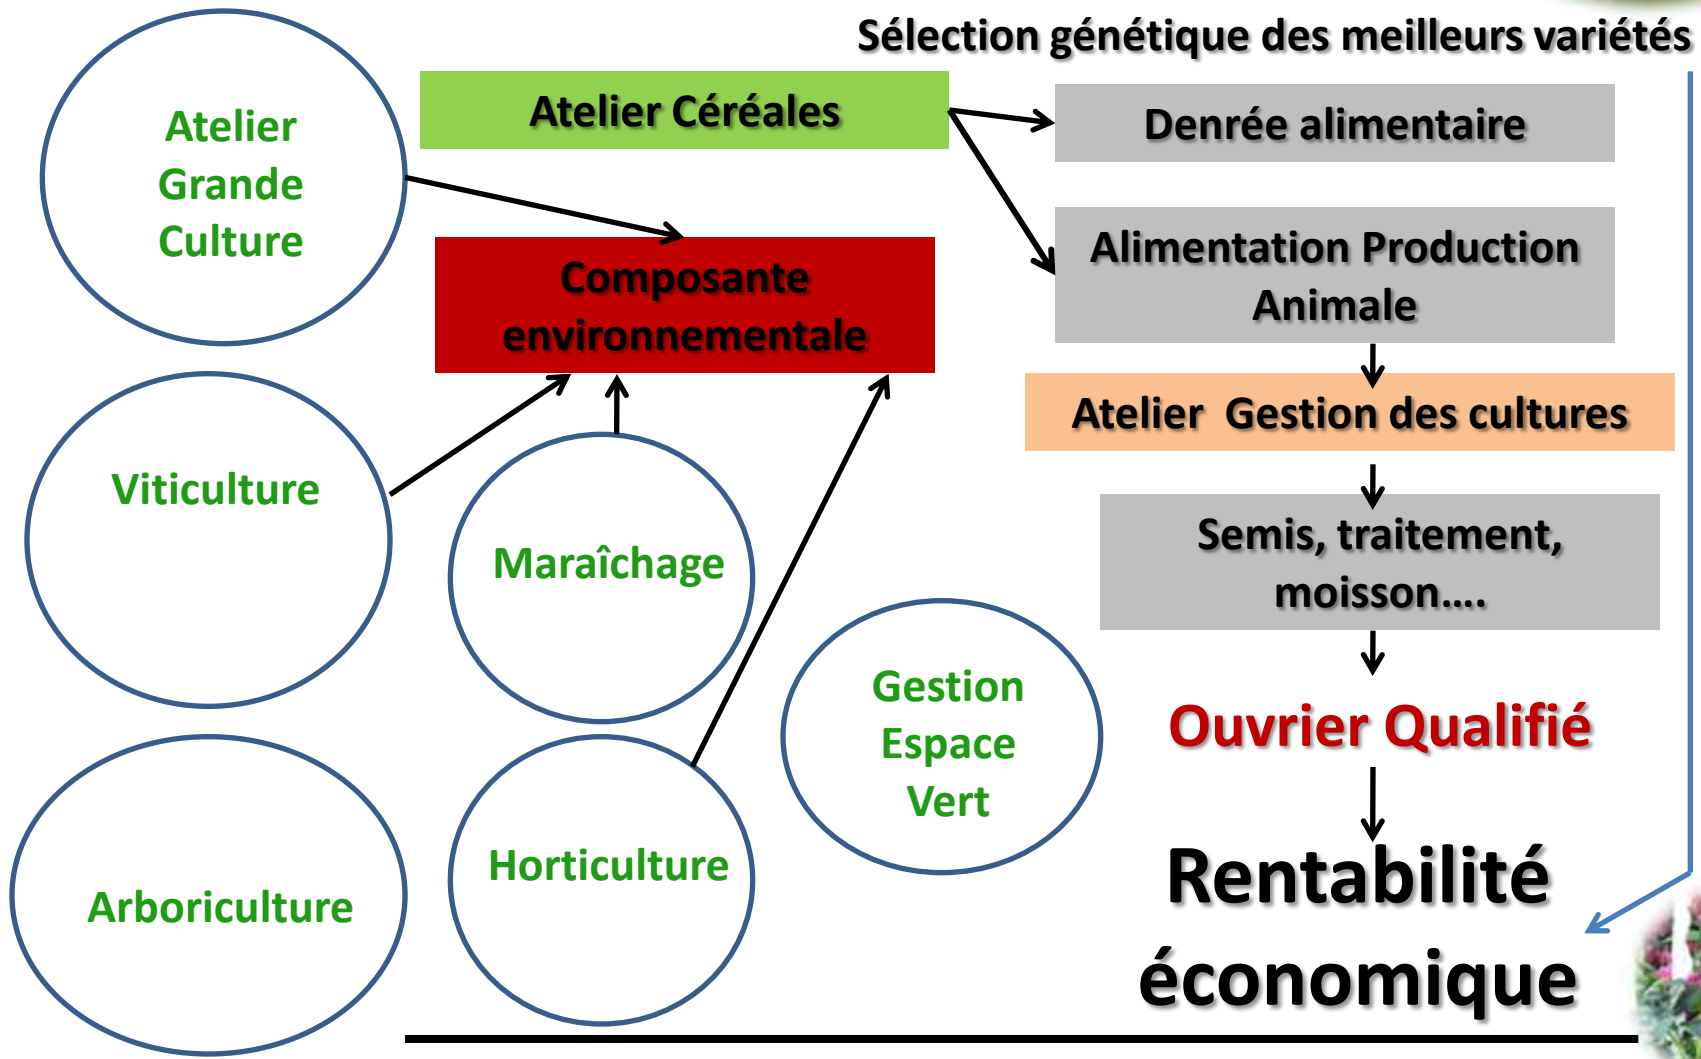 Sélection génétique des meilleurs variétés
Atelier
Grande
Culture
Atelier Céréales
Denrée alimentaire
Composante
environnementale
Alimentation Production
Animale
Atelier  Gestion des cultures
Viticulture
Maraîchage
Semis, traitement,
moisson....
Gestion
Espace
Vert
Ouvrier Qualifié
Arboriculture
Horticulture
Rentabilité
économique